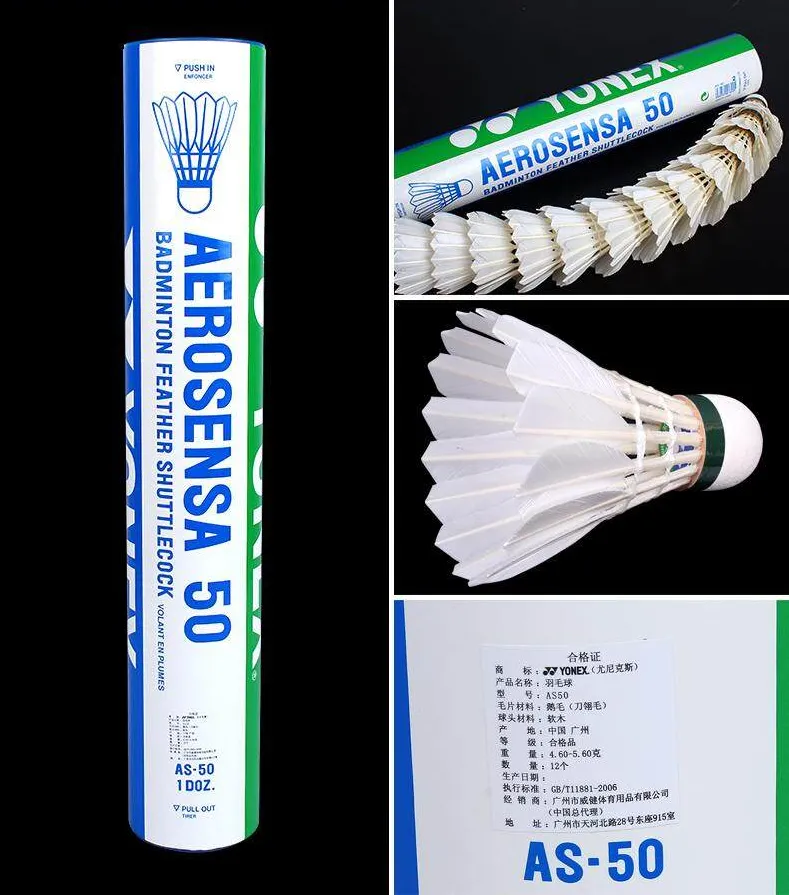 ▽ PUSH IN
ENFONCER
AEROSENSA 50
BADMINTON FEATHER SHUTTLECOCK
VOLANT EN PLUMES
YONEX
AS-50
1 DOZ.
▽ PULL OUT
TIRER
YONEX
AEROSENSA 50
BADMINTON FEATHER SHUTTLECOCK
合格证
商 标：YONEX（尤尼克斯）
产品名称：羽毛球
型 号：AS50
毛片材料：鹅毛（刀翎毛）
球头材料：软木
产 地：中国 广州
等 级：合格品
重 量：4.60-5.60克
数 量：12个
生产日期：
执行标准：GB/T11881-2006
经 销 商：广州市威健体育用品有限公司
（中国总代理）
地 址：广州市天河北路28号东座915室
AS-50